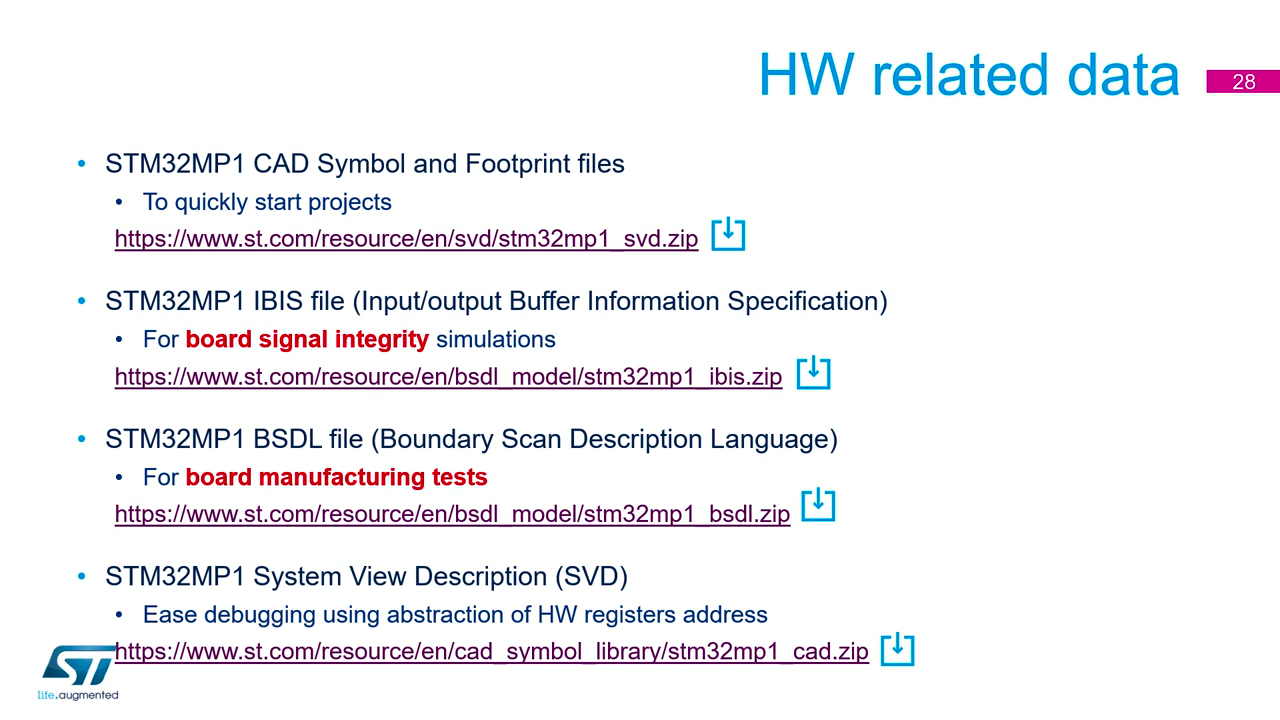 HW related data
28
• STM32MP1 CAD Symbol and Footprint files
• To quickly start projects
https://www.st.com/resource/en/svd/stm32mp1_svd.zip
• STM32MP1 IBIS file (Input/output Buffer Information Specification)
• For board signal integrity simulations
https://www.st.com/resource/en/bsdl_model/stm32mp1_ibis.zip
• STM32MP1 BSDL file (Boundary Scan Description Language)
• For board manufacturing tests
https://www.st.com/resource/en/bsdl_model/stm32mp1_bsdl.zip
• STM32MP1 System View Description (SVD)
• Ease debugging using abstraction of HW registers address
https://www.st.com/resource/en/cad_symbol_library/stm32mp1_cad.zip
ST
life.augmented